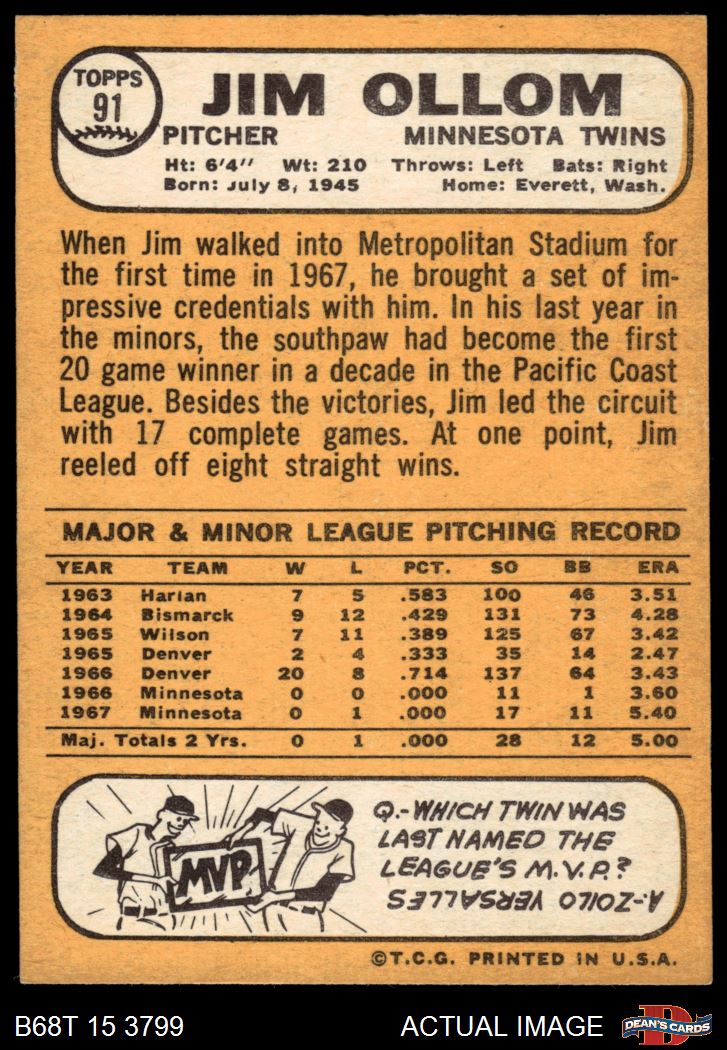 TOPPS
91
JIM OLLOM
PITCHER MINNESOTA TWINS
Ht: 6'4" Wt: 210 Throws: Left Bats: Right
Born: July 8, 1945 Home: Everett, Wash.
When Jim walked into Metropolitan Stadium for
the first time in 1967, he brought a set of im-
pressive credentials with him. In his last year in
the minors, the southpaw had become the first
20 game winner in a decade in the Pacific Coast
League. Besides the victories, Jim led the circuit
with 17 complete games. At one point, Jim
reeled off eight straight wins.
MAJOR & MINOR LEAGUE PITCHING RECORD
YEAR TEAM W L PCT. SO BB ERA
1963 Harlan 7 5 .583 100 46 3.51
1964 Bismarck 9 12 .429 131 73 4.28
1965 Wilson 7 11 .389 125 67 3.42
1965 Denver 2 4 .333 35 14 2.47
1966 Denver 20 8 .714 137 64 3.43
1966 Minnesota 0 0 .000 11 1 3.60
1967 Minnesota 0 1 .000 17 11 5.40
Maj. Totals 2 Yrs. 0 1 .000 28 12 5.00
MVP
Q.-WHICH TWIN WAS
LAST NAMED THE
LEAGUE'S M.V.P.?
A-ZOILO VERSALLES
©T.C.G. PRINTED IN U.S.A.
B68T 15 3799 ACTUAL IMAGE
D
DEAN'S CARDS